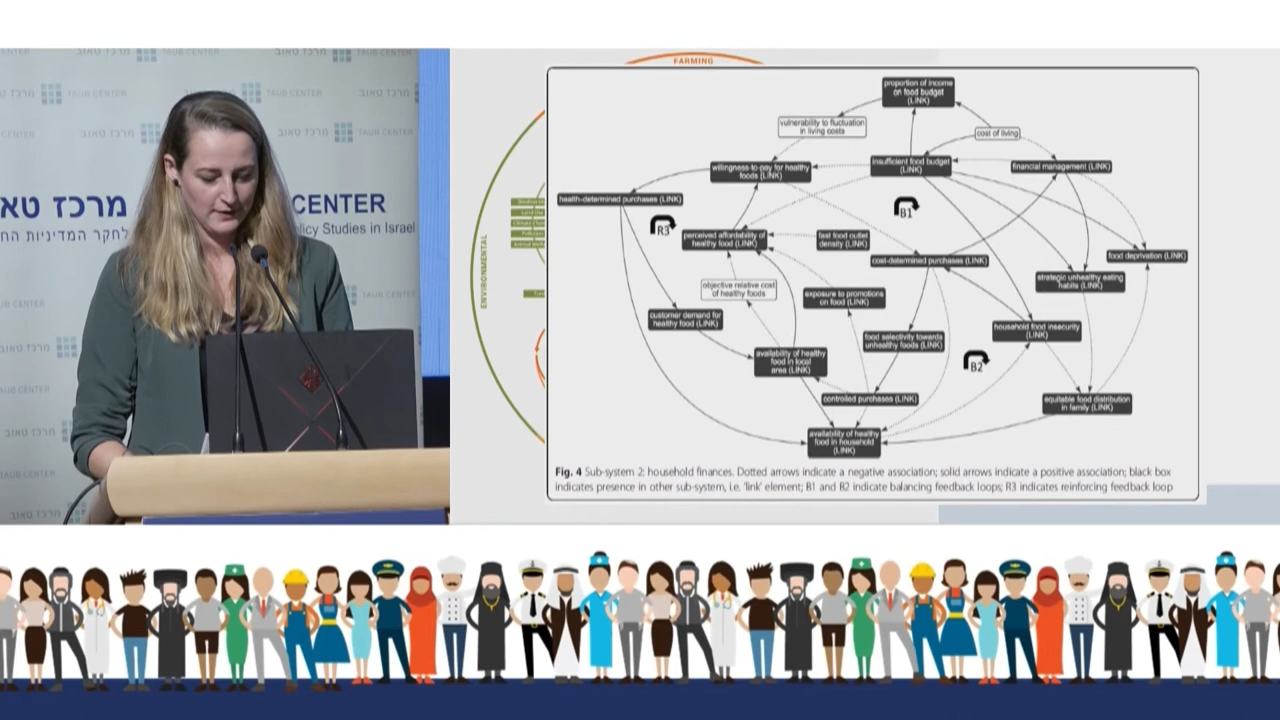 מרכז טאוב
TAUB CENTER
מרכז טאו
CENTER
לחקר המדיניות הח
licy Studies in Israel
FARMING
ENVIRONMENTAL
proportion of income
on food budget
(LINK)
vulnerability to fluctuation
in living costs
cost of living
willingness to pay for healthy
foods (LINK)
insufficient food budget
(LINK)
financial management (LINK)
health-determined purchases (LINK)
R3
B1
perceived affordability of
healthy food (LINK)
fast food outlet
density (LINK)
cost-determined purchases (LINK)
food deprivation (LINK)
strategic unhealthy eating
habits (LINK)
objective relative cost
of healthy foods
exposure to promotions
on food (LINK)
customer demand for
healthy food (LINK)
household food insecurity
(LINK)
food selectivity towards
unhealthy foods (LINK)
B2
availability of healthy
food in local
area (LINK)
controlled purchases (LINK)
equitable food distribution
in family (LINK)
availability of healthy
food in household
(LINK)
Fig. 4 Sub-system 2: household finances. Dotted arrows indicate a negative association; solid arrows indicate a positive association; black box
indicates presence in other sub-system, i.e. 'link' element; B1 and B2 indicate balancing feedback loops; R3 indicates reinforcing feedback loop